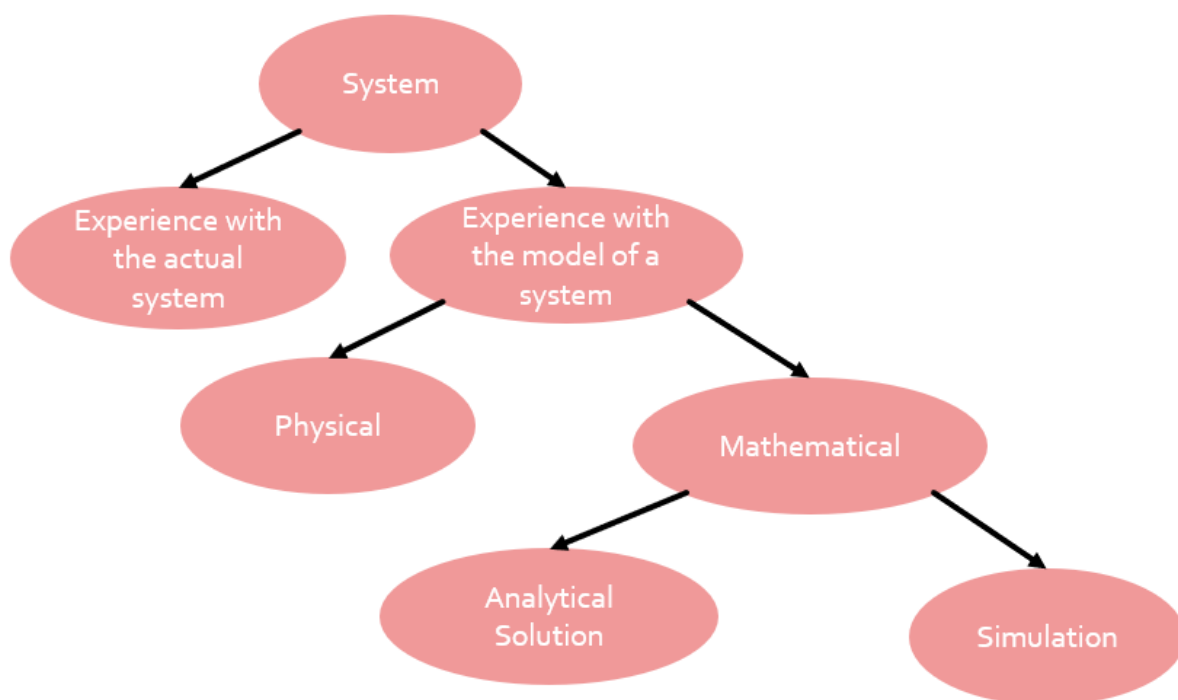 System
Experience with
the actual
system
Experience with
the model of a
system
Physical
Mathematical
Analytical
Solution
Simulation